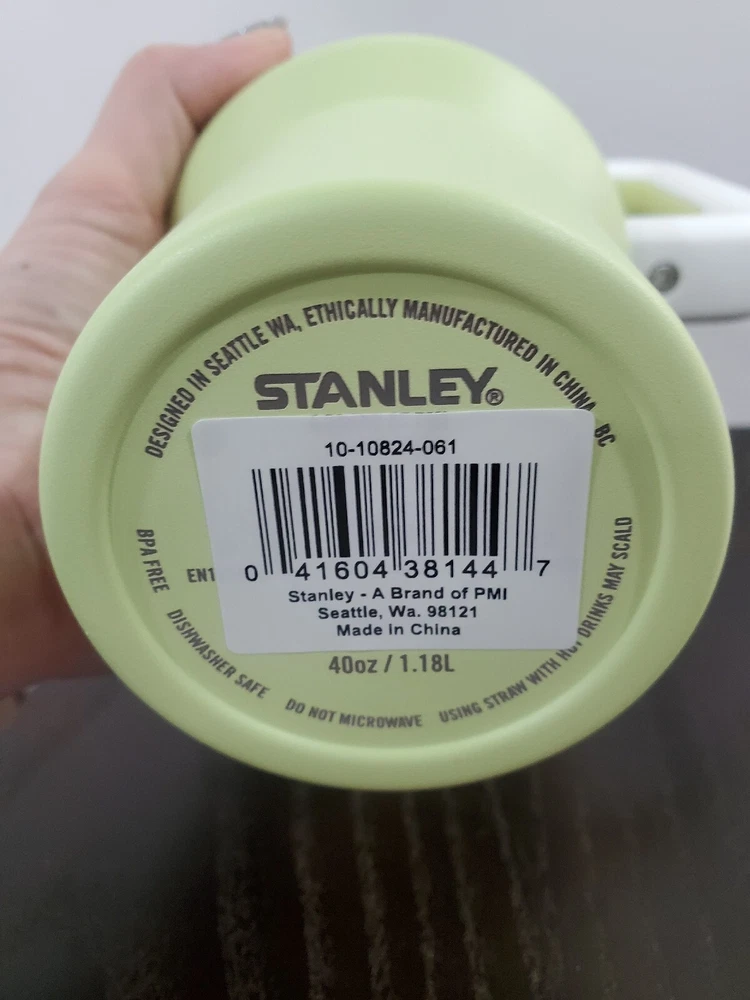 DESIGNED IN SEATTLE WA, ETHICALLY MANUFACTURED IN CHINA BC
STANLEY®
10-10824-061
0 41604 38144 7
Stanley - A Brand of PMI
Seattle, Wa. 98121
Made in China
EN1
40oz / 1.18L
BPA FREE DISHWASHER SAFE DO NOT MICROWAVE USING STRAW WITH HOT DRINKS MAY SCALD